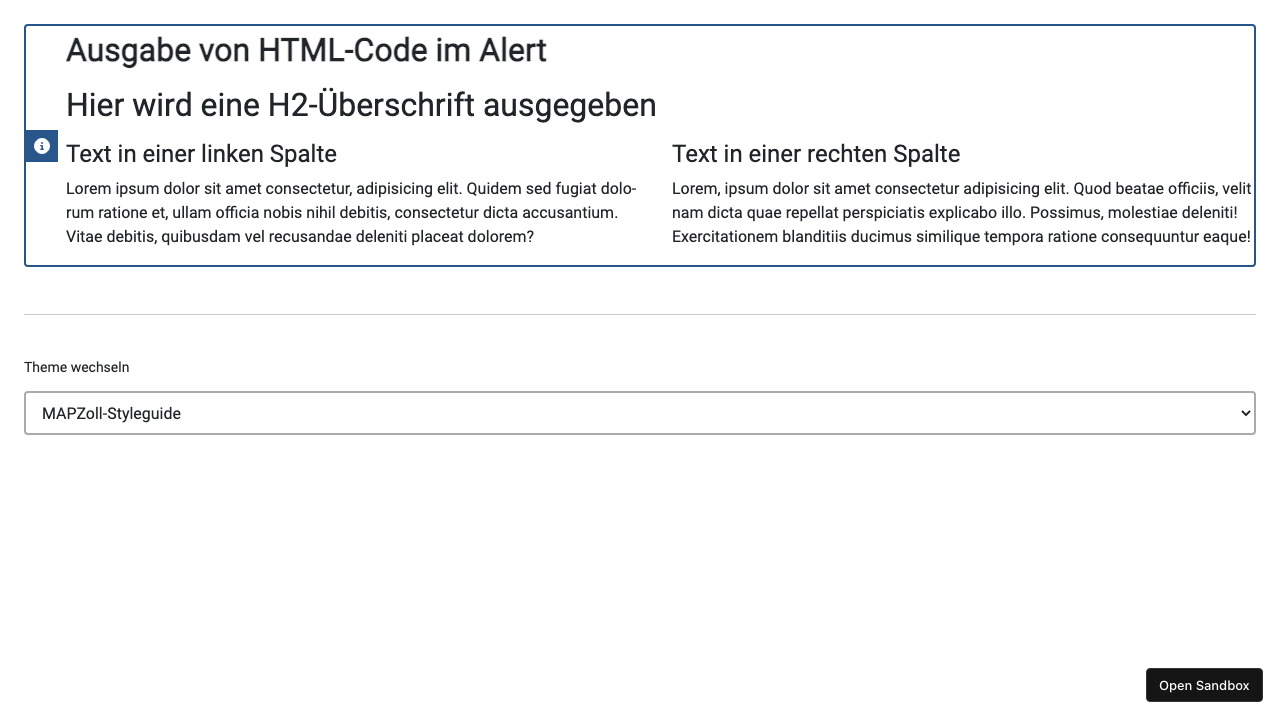 Ausgabe von HTML-Code im Alert
Hier wird eine H2-Überschrift ausgegeben
Text in einer linken Spalte
Lorem ipsum dolor sit amet consectetur, adipisicing elit. Quidem sed fugiat dolo-
rum ratione et, ullam officia nobis nihil debitis, consectetur dicta accusantium.
Vitae debitis, quibusdam vel recusandae deleniti placeat dolorem?
Text in einer rechten Spalte
Lorem, ipsum dolor sit amet consectetur adipisicing elit. Quod beatae officiis, velit
nam dicta quae repellat perspiciatis explicabo illo. Possimus, molestiae deleniti!
Exercitationem blanditiis ducimus similique tempora ratione consequuntur eaque!
Theme wechseln
MAPZoll-Styleguide
Open Sandbox